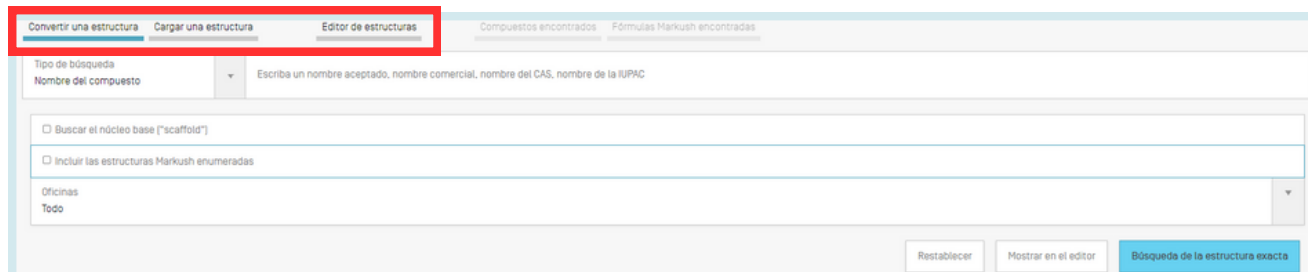 Convertir una estructura Cargar una estructura Editor de estructuras Compuestos encontrados Fórmulas Markush encontradas
Tipo de búsqueda
Nombre del compuesto
Escriba un nombre aceptado, nombre comercial, nombre del CAS, nombre de la IUPAC
Buscar el núcleo base ("scaffold")
Incluir las estructuras Markush enumeradas
Oficinas
Todo
Restablecer Mostrar en el editor Búsqueda de la estructura exacta